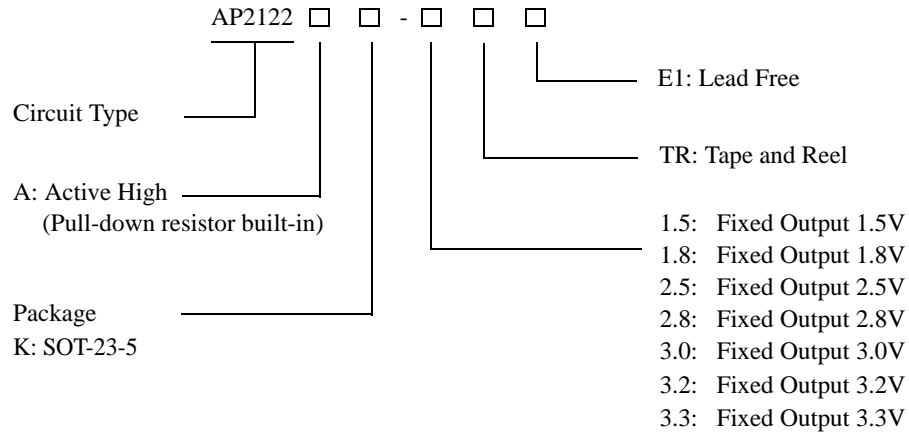 AP2122 -
E1: Lead Free
Circuit Type
TR: Tape and Reel
A: Active High
(Pull-down resistor built-in)
1.5: Fixed Output 1.5V
1.8: Fixed Output 1.8V
2.5: Fixed Output 2.5V
Package
2.8: Fixed Output 2.8V
K: SOT-23-5
3.0: Fixed Output 3.0V
3.2: Fixed Output 3.2V
3.3: Fixed Output 3.3V